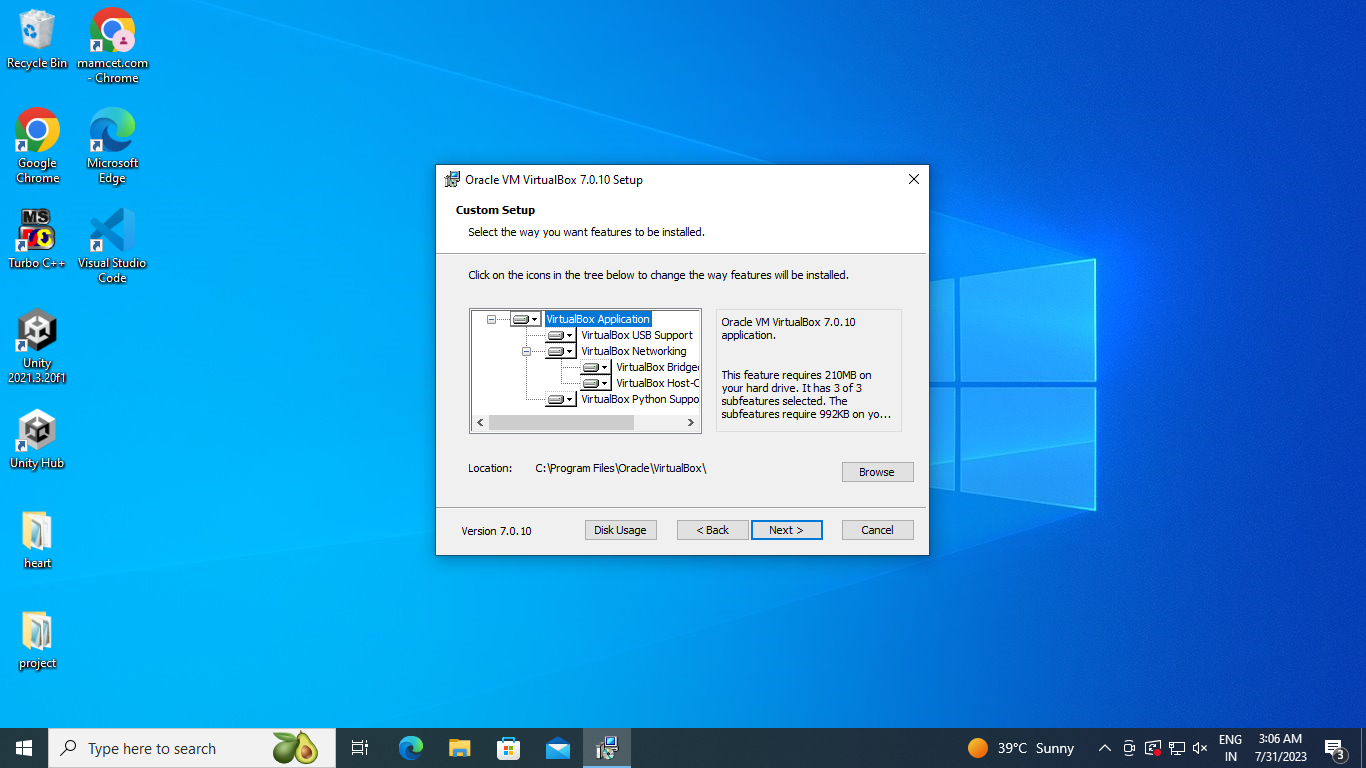 Recycle Bin
mamcet.com
- Chrome
Google
Chrome
Microsoft
Edge
MS
Turbo C++
Visual Studio
Code
Unity
2021.3.20f1
Unity Hub
heart
project
Oracle VM VirtualBox 7.0.10 Setup
Custom Setup
Select the way you want features to be installed.
Click on the icons in the tree below to change the way features will be installed.
VirtualBox Application
VirtualBox USB Support
VirtualBox Networking
VirtualBox Bridge
VirtualBox Host-C
VirtualBox Python Suppo
Oracle VM VirtualBox 7.0.10
application.
This feature requires 210MB on
your hard drive. It has 3 of 3
subfeatures selected. The
subfeatures require 992KB on yo...
Location: C:\Program Files\Oracle\VirtualBox\
Browse
Version 7.0.10
Disk Usage
< Back
Next >
Cancel
Type here to search
39°C Sunny
ENG
IN
3:06 AM
7/31/2023
3